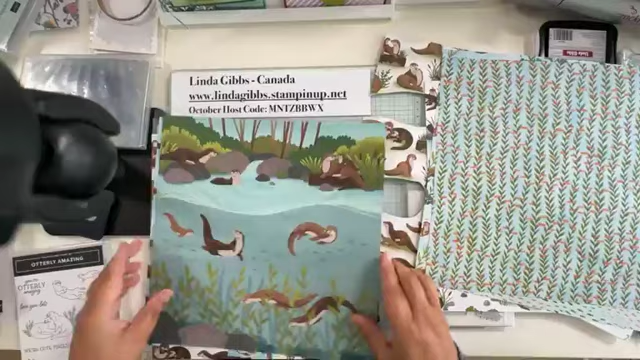 Linda Gibbs - Canada
www.lindagibbs.stampinup.net
October Host Code: MNTZBBWX
OTTERLY AMAZING